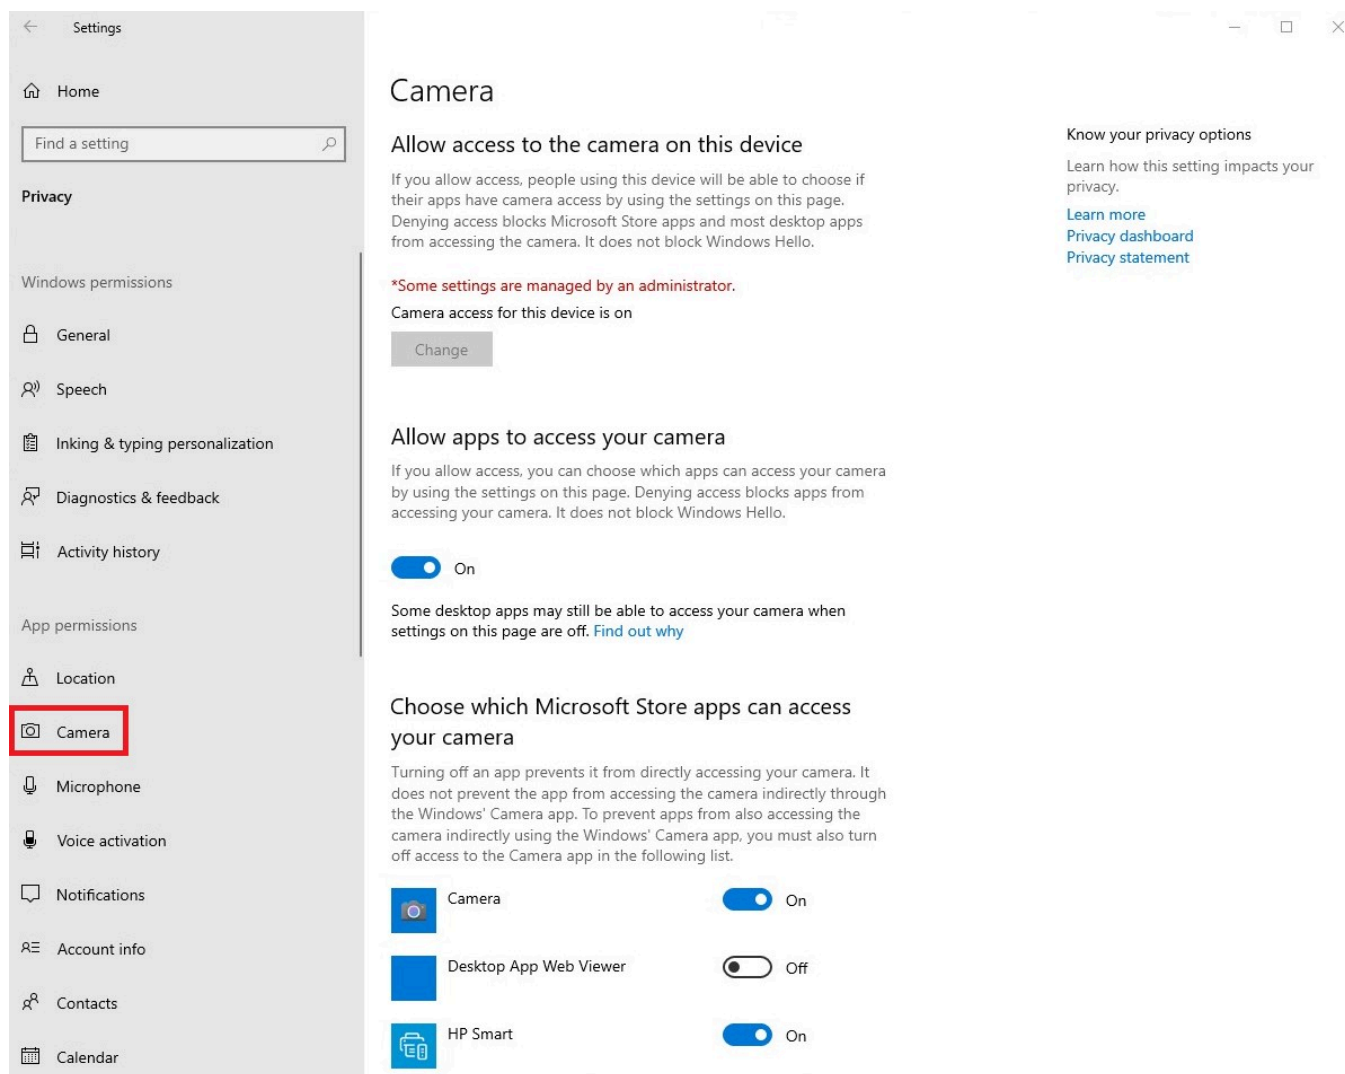 Settings
Home
Find a setting
Privacy
Windows permissions
General
Speech
Inking & typing personalization
Diagnostics & feedback
Activity history
App permissions
Location
Camera
Microphone
Voice activation
Notifications
Account info
Contacts
Calendar
Camera
Allow access to the camera on this device
If you allow access, people using this device will be able to choose if
their apps have camera access by using the settings on this page.
Denying access blocks Microsoft Store apps and most desktop apps
from accessing the camera. It does not block Windows Hello.
*Some settings are managed by an administrator.
Camera access for this device is on
Change
Allow apps to access your camera
If you allow access, you can choose which apps can access your camera
by using the settings on this page. Denying access blocks apps from
accessing your camera. It does not block Windows Hello.
On
Some desktop apps may still be able to access your camera when
settings on this page are off. Find out why
Choose which Microsoft Store apps can access
your camera
Turning off an app prevents it from directly accessing your camera. It
does not prevent the app from accessing the camera indirectly through
the Windows' Camera app. To prevent apps from also accessing the
camera indirectly using the Windows' Camera app, you must also turn
off access to the Camera app in the following list.
Camera On
Desktop App Web Viewer Off
HP Smart On
Know your privacy options
Learn how this setting impacts your
privacy.
Learn more
Privacy dashboard
Privacy statement